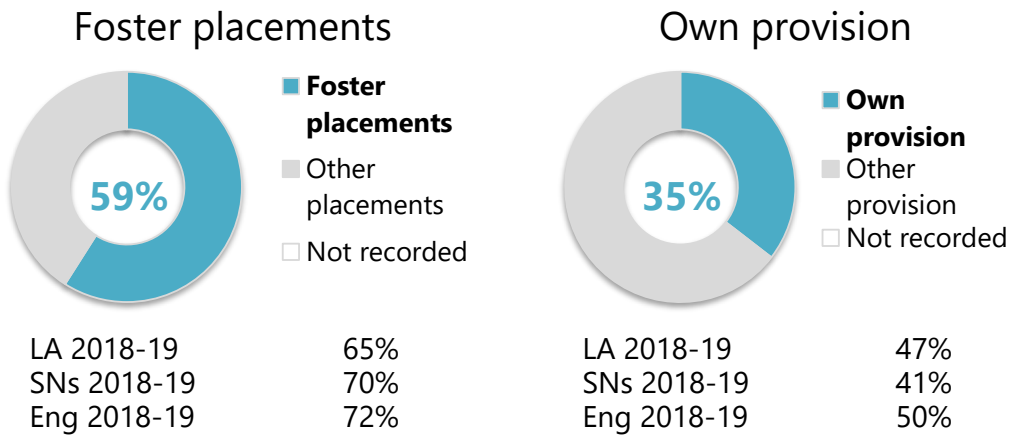 Foster placements
59%
Foster
placements
Other
placements
Not recorded
LA 2018-19 65%
SNs 2018-19 70%
Eng 2018-19 72%
Own provision
35%
Own
provision
Other
provision
Not recorded
LA 2018-19 47%
SNs 2018-19 41%
Eng 2018-19 50%